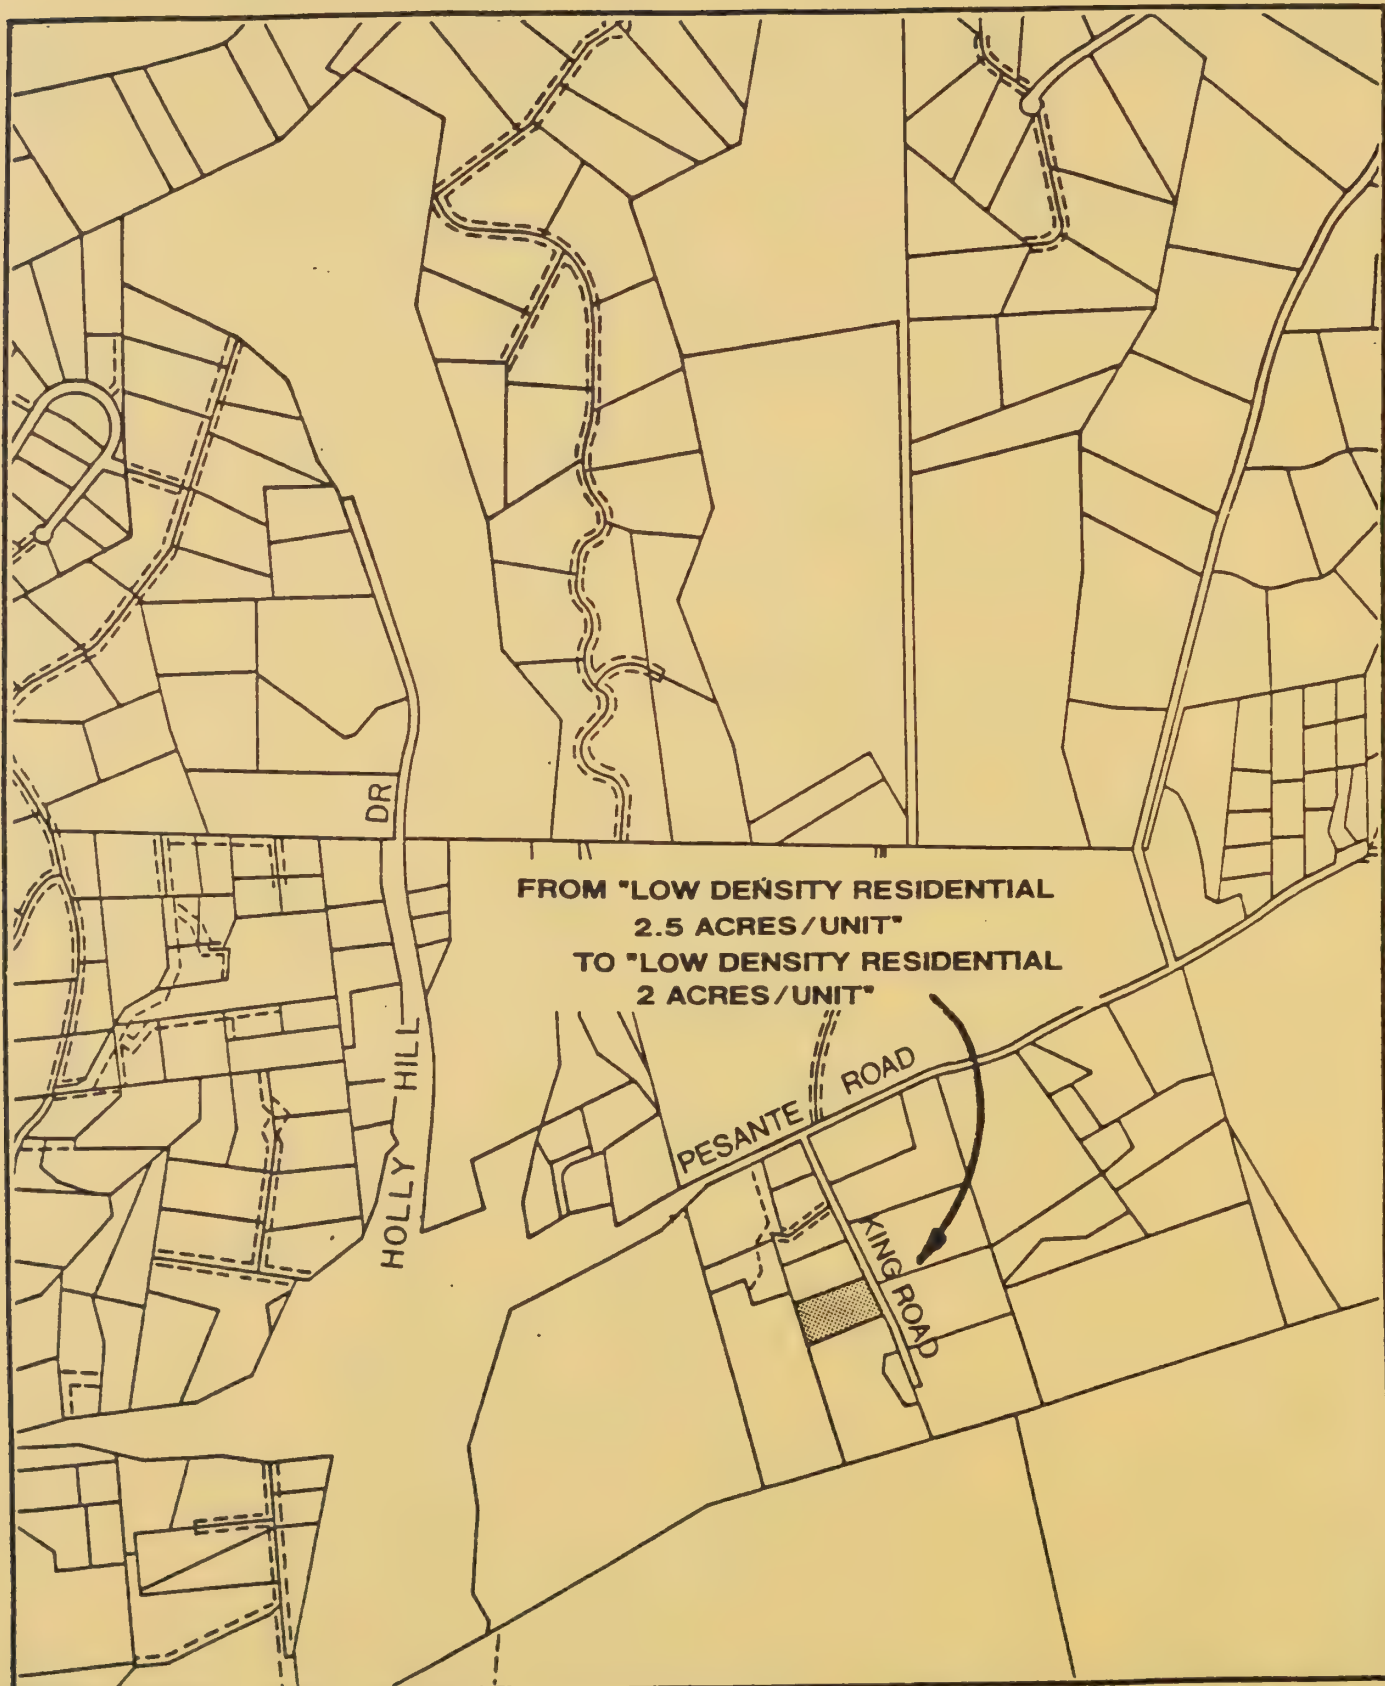 DR
FROM "LOW DENSITY RESIDENTIAL
2.5 ACRES/UNIT"
TO "LOW DENSITY RESIDENTIAL
2 ACRES/UNIT"
HOLLY HILL
PESANTE ROAD
KING ROAD